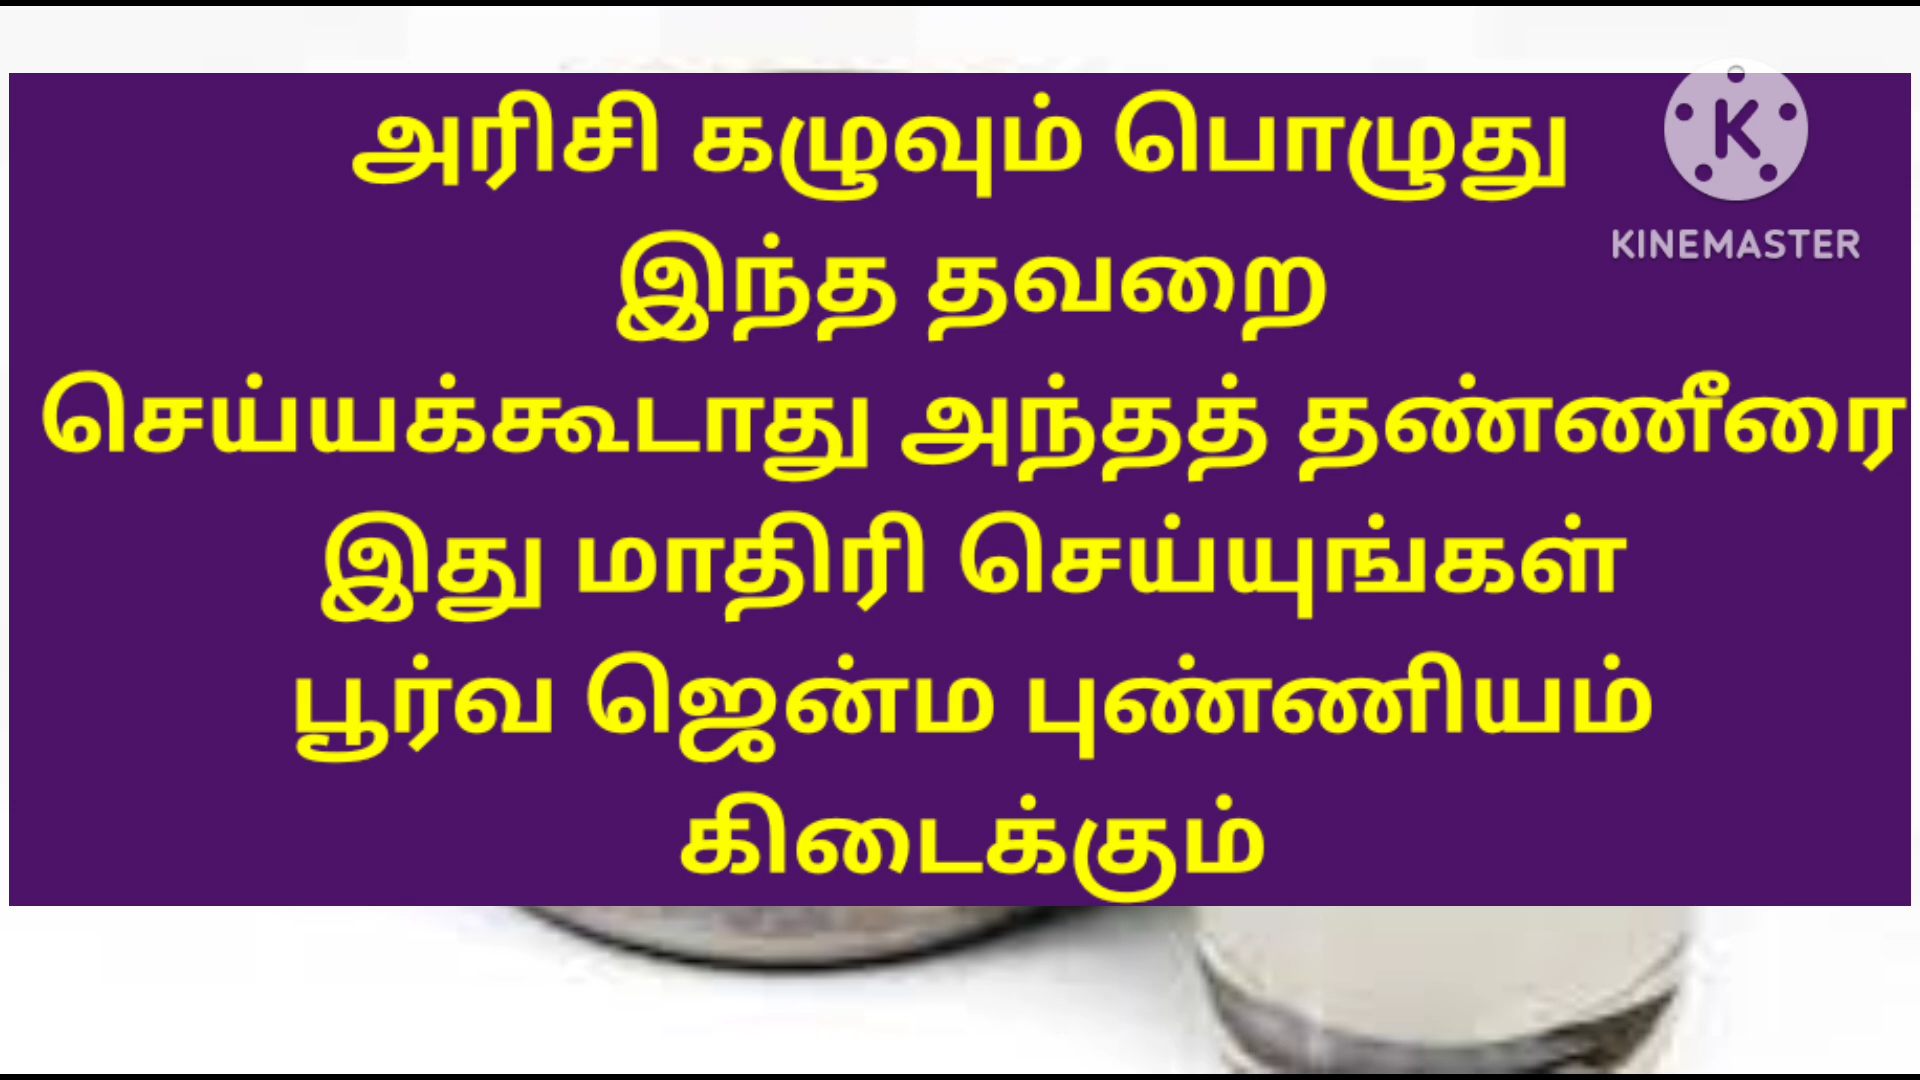 அரிசி கழுவும் பொழுது
இந்த தவறை
செய்யக்கூடாது அந்தத் தண்ணீரை
இது மாதிரி செய்யுங்கள்
பூர்வ ஜென்ம புண்ணியம்
கிடைக்கும்
K
KINEMASTER